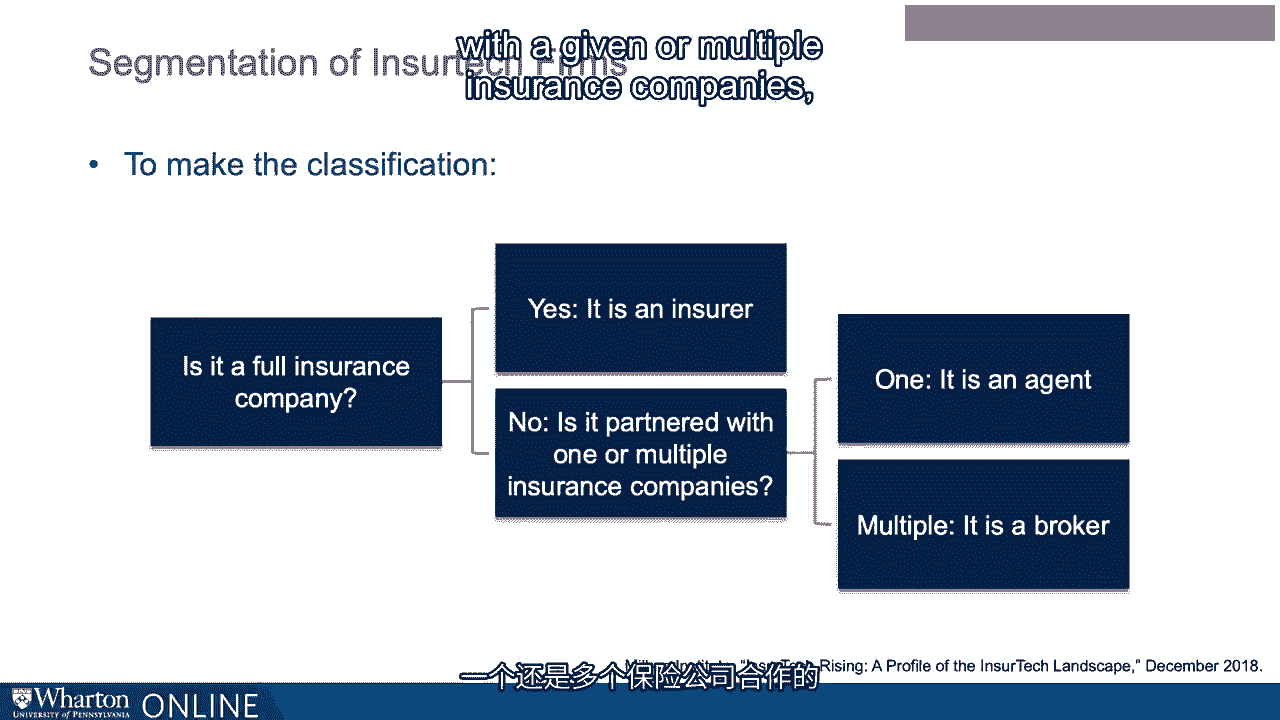 with a given or multiple
insurance companies,
Segmentation of InsurTech Firms
• To make the classification:
Is it a full insurance
company?
Yes: It is an insurer
No: Is it partnered with
one or multiple
insurance companies?
One: It is an agent
Multiple: It is a broker
Rising: A Profile of the InsurTech Landscape,” December 2018.
一个还是多个保险公司合作的
Wharton
UNIVERSITY of PENNSYLVANIA
ONLINE